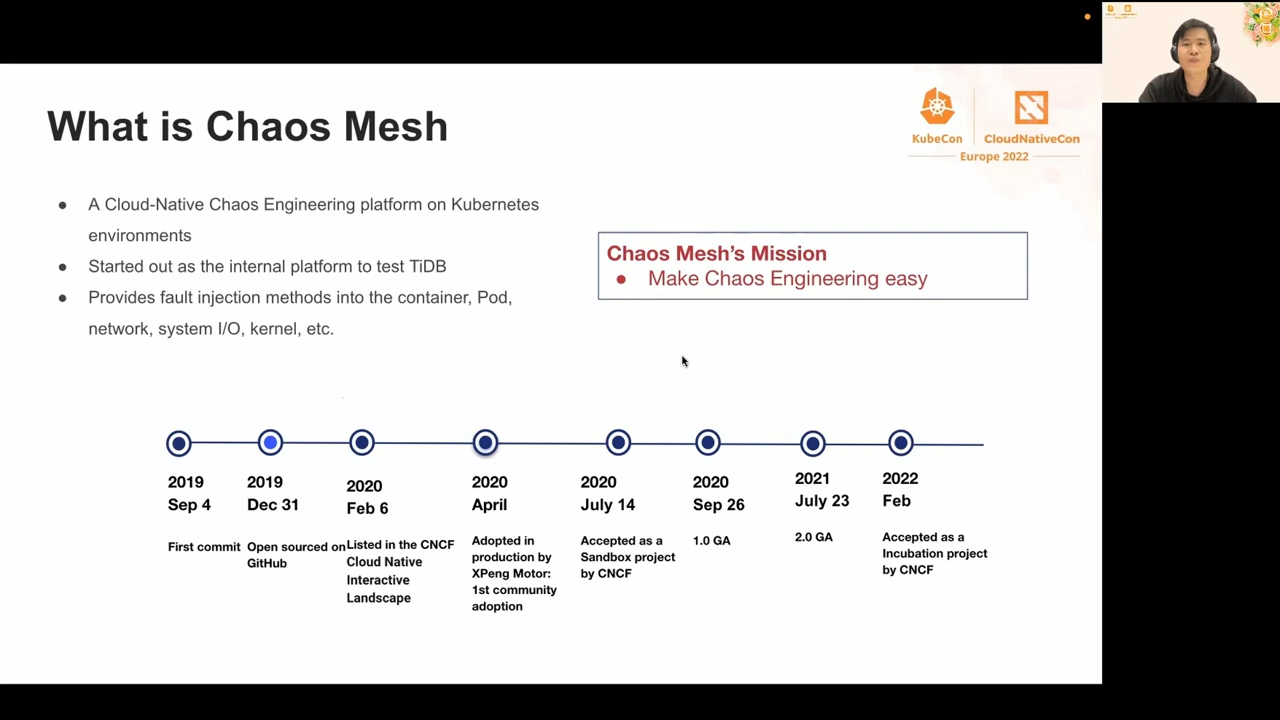 What is Chaos Mesh
KubeCon
CloudNativeCon
Europe 2022
● A Cloud-Native Chaos Engineering platform on Kubernetes
environments
● Started out as the internal platform to test TiDB
● Provides fault injection methods into the container, Pod,
network, system I/O, kernel, etc.
Chaos Mesh's Mission
● Make Chaos Engineering easy
2019
Sep 4
First commit
2019
Dec 31
Open sourced on
GitHub
2020
Feb 6
Listed in the CNCF
Cloud Native
Interactive
Landscape
2020
April
Adopted in
production by
XPeng Motor:
1st community
adoption
2020
July 14
Accepted as a
Sandbox project
by CNCF
2020
Sep 26
1.0 GA
2021
July 23
2.0 GA
2022
Feb
Accepted as a
Incubation project
by CNCF